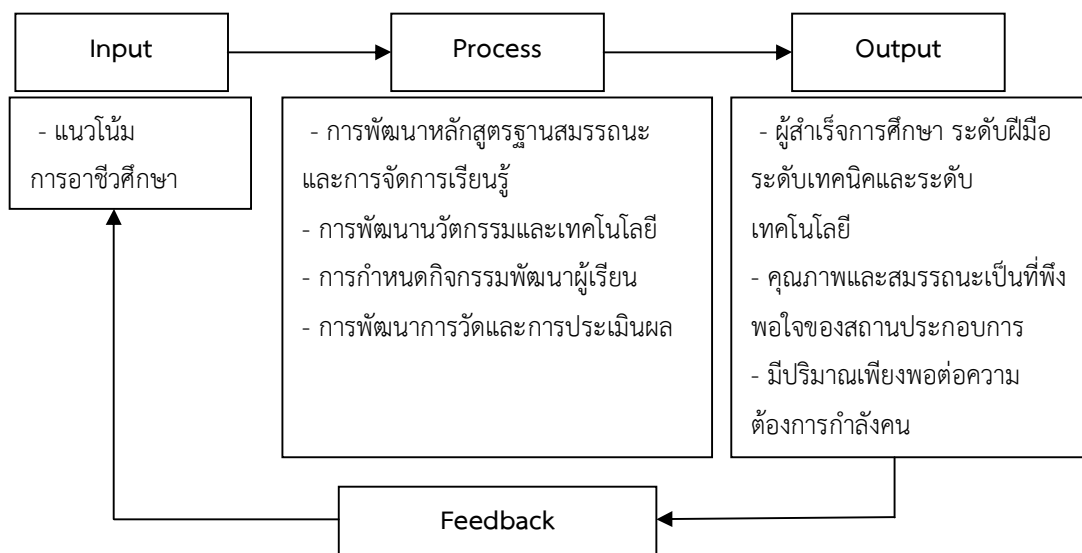 Input
Process
Output
- แนวโน้ม
การอาชีวศึกษา
- การพัฒนาหลักสูตรฐานสมรรถนะ
และการจัดการเรียนรู้
- การพัฒนานวัตกรรมและเทคโนโลยี
- การกำหนดกิจกรรมพัฒนาผู้เรียน
- การพัฒนาการวัดและการประเมินผล
- ผู้สำเร็จการศึกษา ระดับฝีมือ
ระดับเทคนิคและระดับ
เทคโนโลยี
- คุณภาพและสมรรถนะเป็นที่พึง
พอใจของสถานประกอบการ
- มีปริมาณเพียงพอต่อความ
ต้องการกำลังคน
Feedback